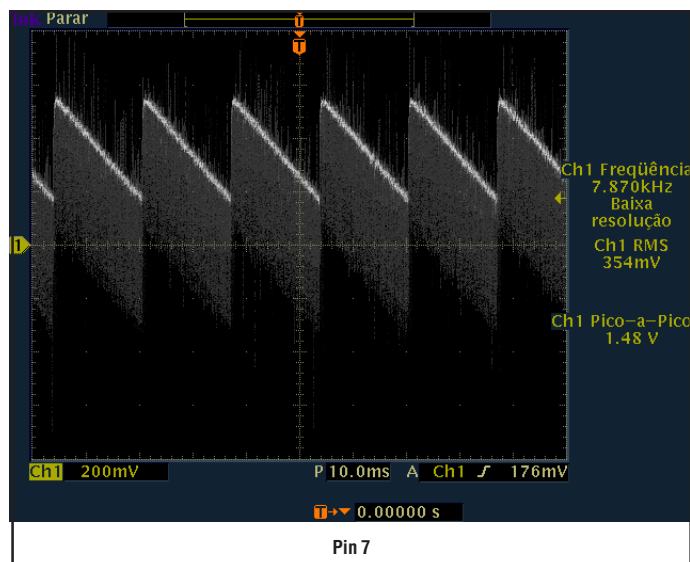 Tek Parar
T
T
Ch1 Freqüência
7.870kHz
Baixa
resolução
1
Ch1 RMS
354mV
Ch1 Pico-a-Pico
1.48 V
Ch1 200mV P 10.0ms A Ch1 176mV
T 0.00000 s
Pin 7